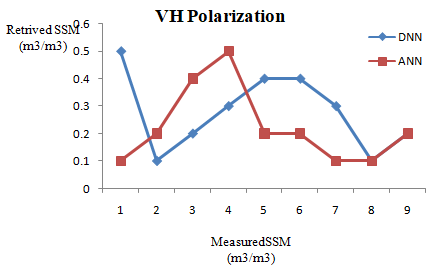 VH Polarization
Retrived SSM
(m3/m3)
0.6
0.5
0.4
0.3
0.2
0.1
0
DNN
ANN
1 2 3 4 5 6 7 8 9
MeasuredSSM
(m3/m3)